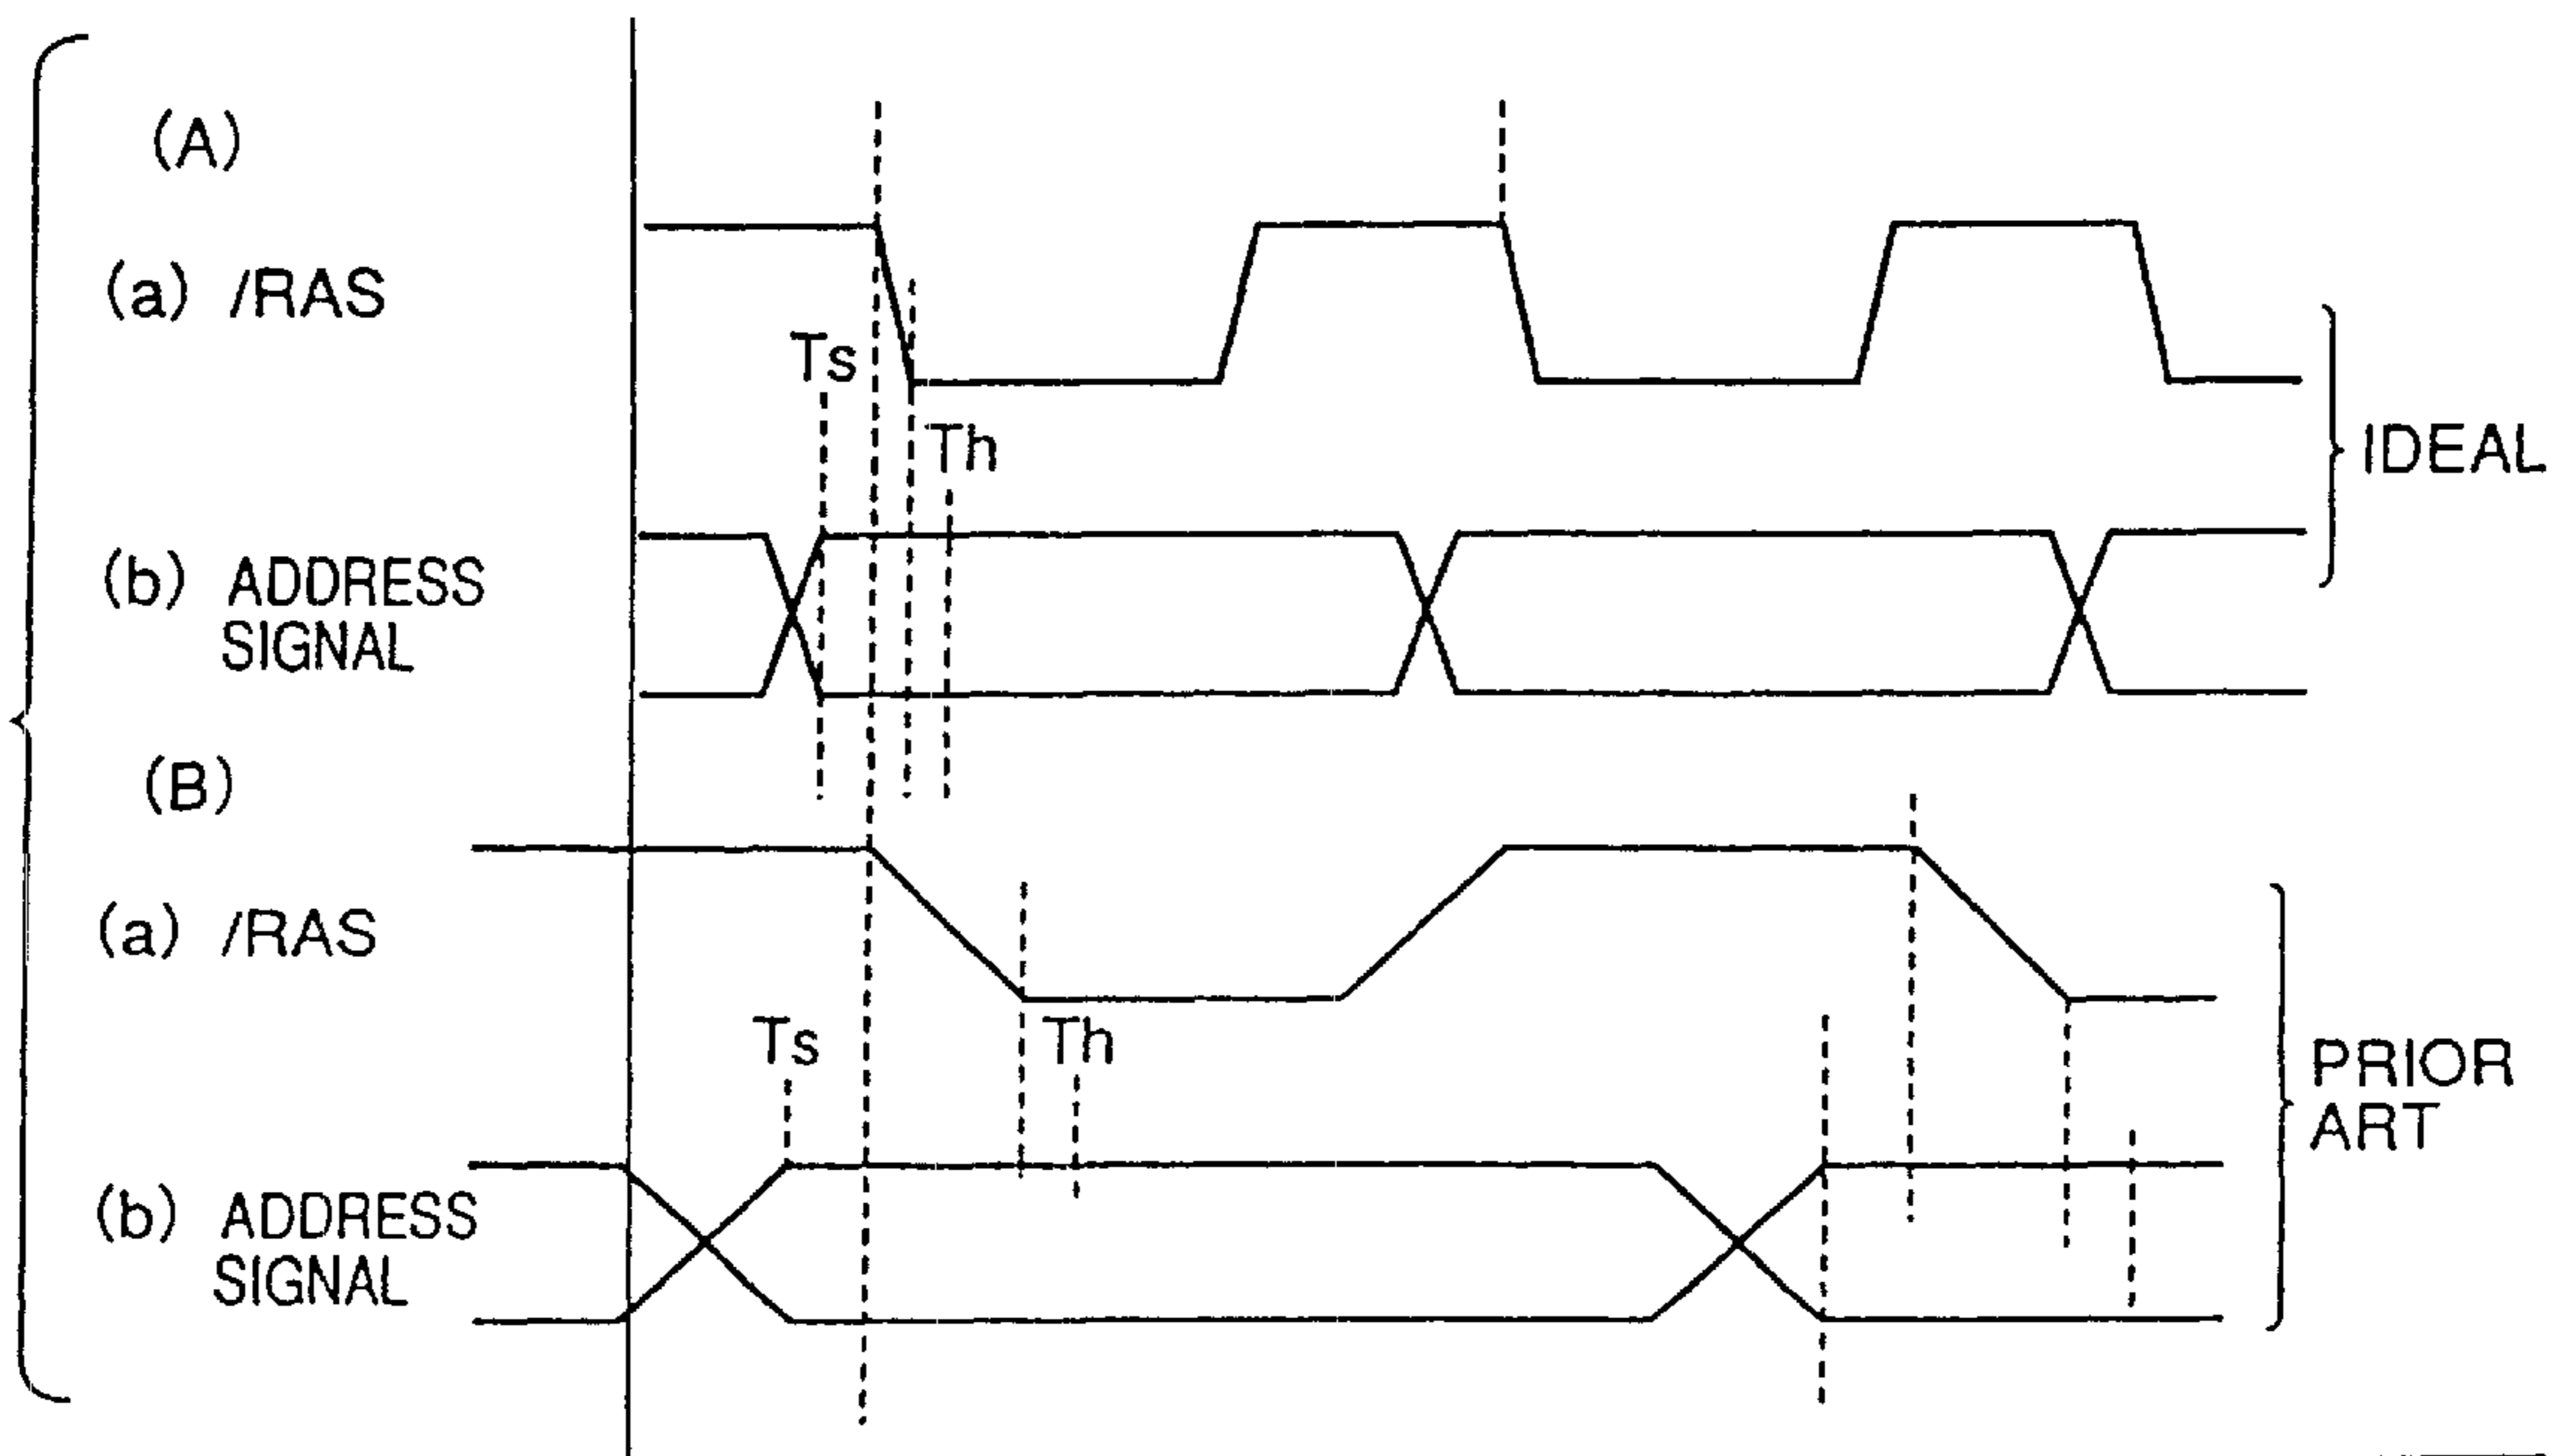 (A)
(a) /RAS
Ts
Th
IDEAL
(b) ADDRESS
SIGNAL
(B)
(a) /RAS
Ts
Th
PRIOR
ART
(b) ADDRESS
SIGNAL